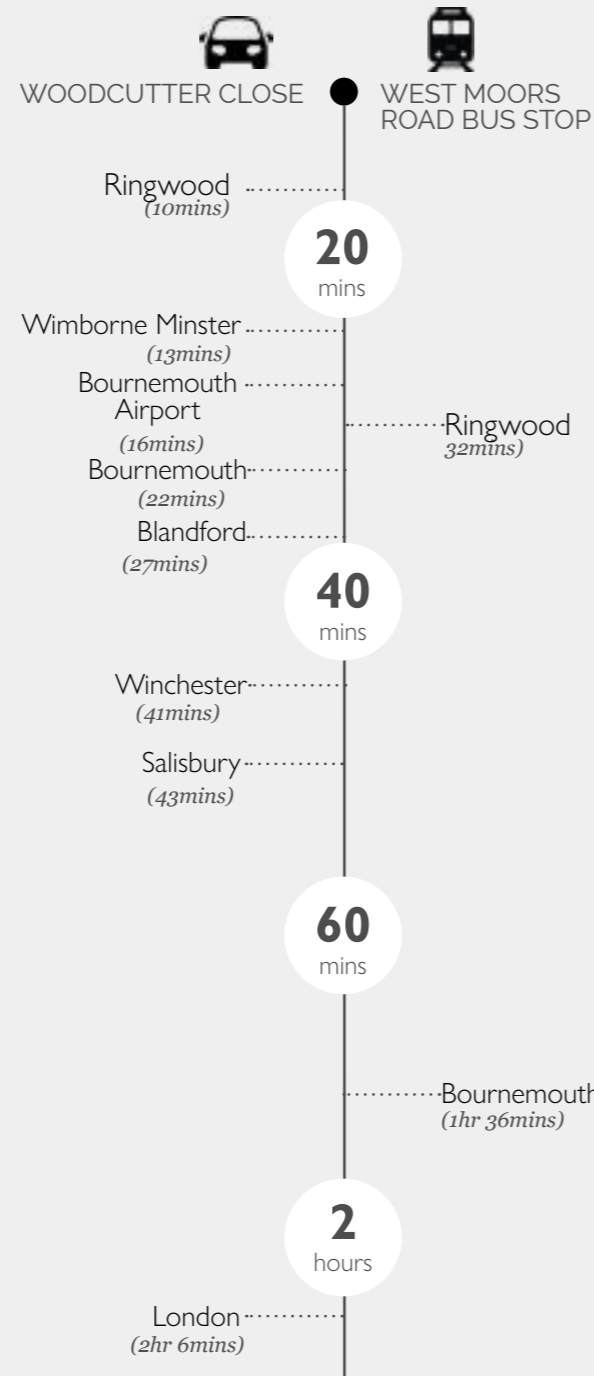 WOODCUTTER CLOSE
WEST MOORS
ROAD BUS STOP
Ringwood
(10mins)
20
mins
Wimborne Minster
(13mins)
Bournemouth
Airport
(16mins)
Ringwood
32mins)
Bournemouth
(22mins)
Blandford
(27mins)
40
mins
Winchester
(41mins)
Salisbury
(43mins)
60
mins
Bournemouth
(1hr 36mins)
2
hours
London
(2hr 6mins)